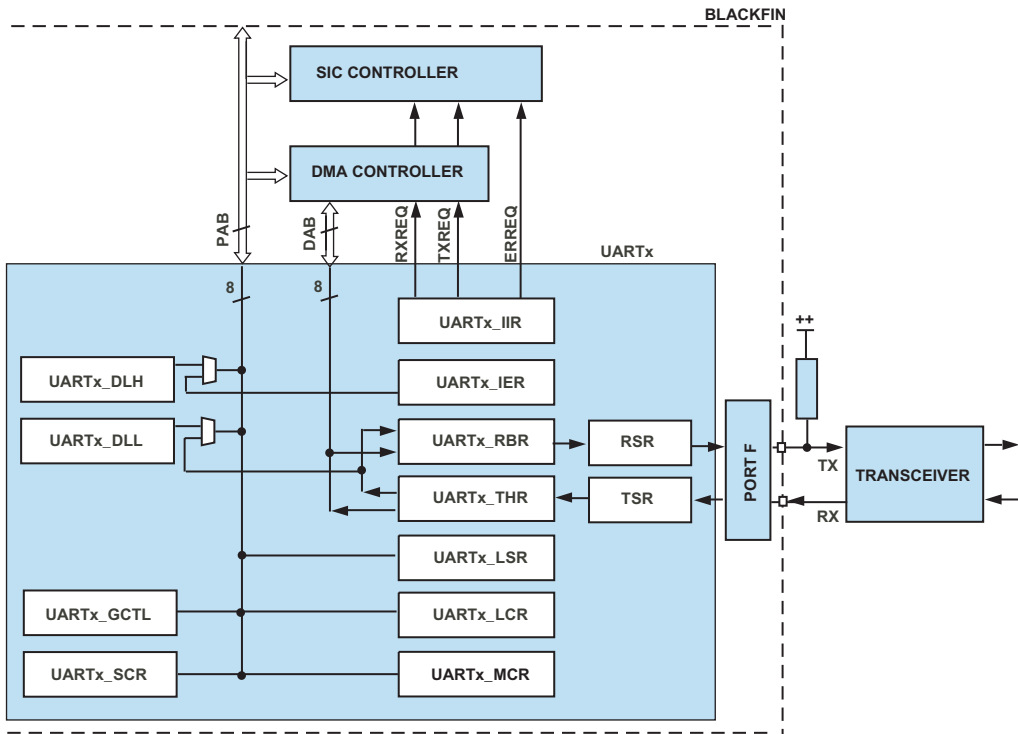 BLACKFIN
SIC CONTROLLER
DMA CONTROLLER
PAB
DAB
RXREQ
TXREQ
ERREQ
UARTx
8
8
UARTx_IIR
++
UARTx_DLH
UARTx_IER
UARTx_DLL
UARTx_RBR
RSR
PORT F
TX
TRANSCEIVER
UARTx_THR
TSR
RX
UARTx_LSR
UARTx_GCTL
UARTx_LCR
UARTx_SCR
UARTx_MCR